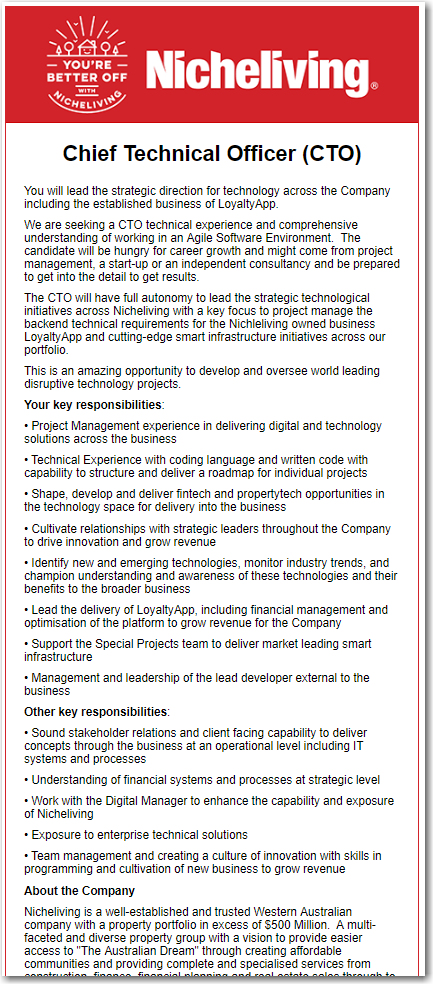 YOU'RE
BETTER OFF
WITH
NICHELIVING
Nicheliving®
Chief Technical Officer (CTO)
You will lead the strategic direction for technology across the Company
including the established business of LoyaltyApp.
We are seeking a CTO technical experience and comprehensive
understanding of working in an Agile Software Environment.  The
candidate will be hungry for career growth and might come from project
management, a start-up or an independent consultancy and be prepared
to get into the detail to get results.
The CTO will have full autonomy to lead the strategic technological
initiatives across Nicheliving with a key focus to project manage the
backend technical requirements for the Nichleliving owned business
LoyaltyApp and cutting-edge smart infrastructure initiatives across our
portfolio.
This is an amazing opportunity to develop and oversee world leading
disruptive technology projects.
Your key responsibilities:
• Project Management experience in delivering digital and technology
solutions across the business
• Technical Experience with coding language and written code with
capability to structure and deliver a roadmap for individual projects
• Shape, develop and deliver fintech and propertytech opportunities in
the technology space for delivery into the business
• Cultivate relationships with strategic leaders throughout the Company
to drive innovation and grow revenue
• Identify new and emerging technologies, monitor industry trends, and
champion understanding and awareness of these technologies and their
benefits to the broader business
• Lead the delivery of LoyaltyApp, including financial management and
optimisation of the platform to grow revenue for the Company
• Support the Special Projects team to deliver market leading smart
infrastructure
• Management and leadership of the lead developer external to the
business
Other key responsibilities:
• Sound stakeholder relations and client facing capability to deliver
concepts through the business at an operational level including IT
systems and processes
• Understanding of financial systems and processes at strategic level
• Work with the Digital Manager to enhance the capability and exposure
of Nicheliving
• Exposure to enterprise technical solutions
• Team management and creating a culture of innovation with skills in
programming and cultivation of new business to grow revenue
About the Company
Nicheliving is a well-established and trusted Western Australian
company with a property portfolio in excess of $500 Million.  A multi-
faceted and diverse property group with a vision to provide easier
access to "The Australian Dream" through creating affordable
communities and providing complete and specialised services from
construction, finance, financial planning and real estate sales through to